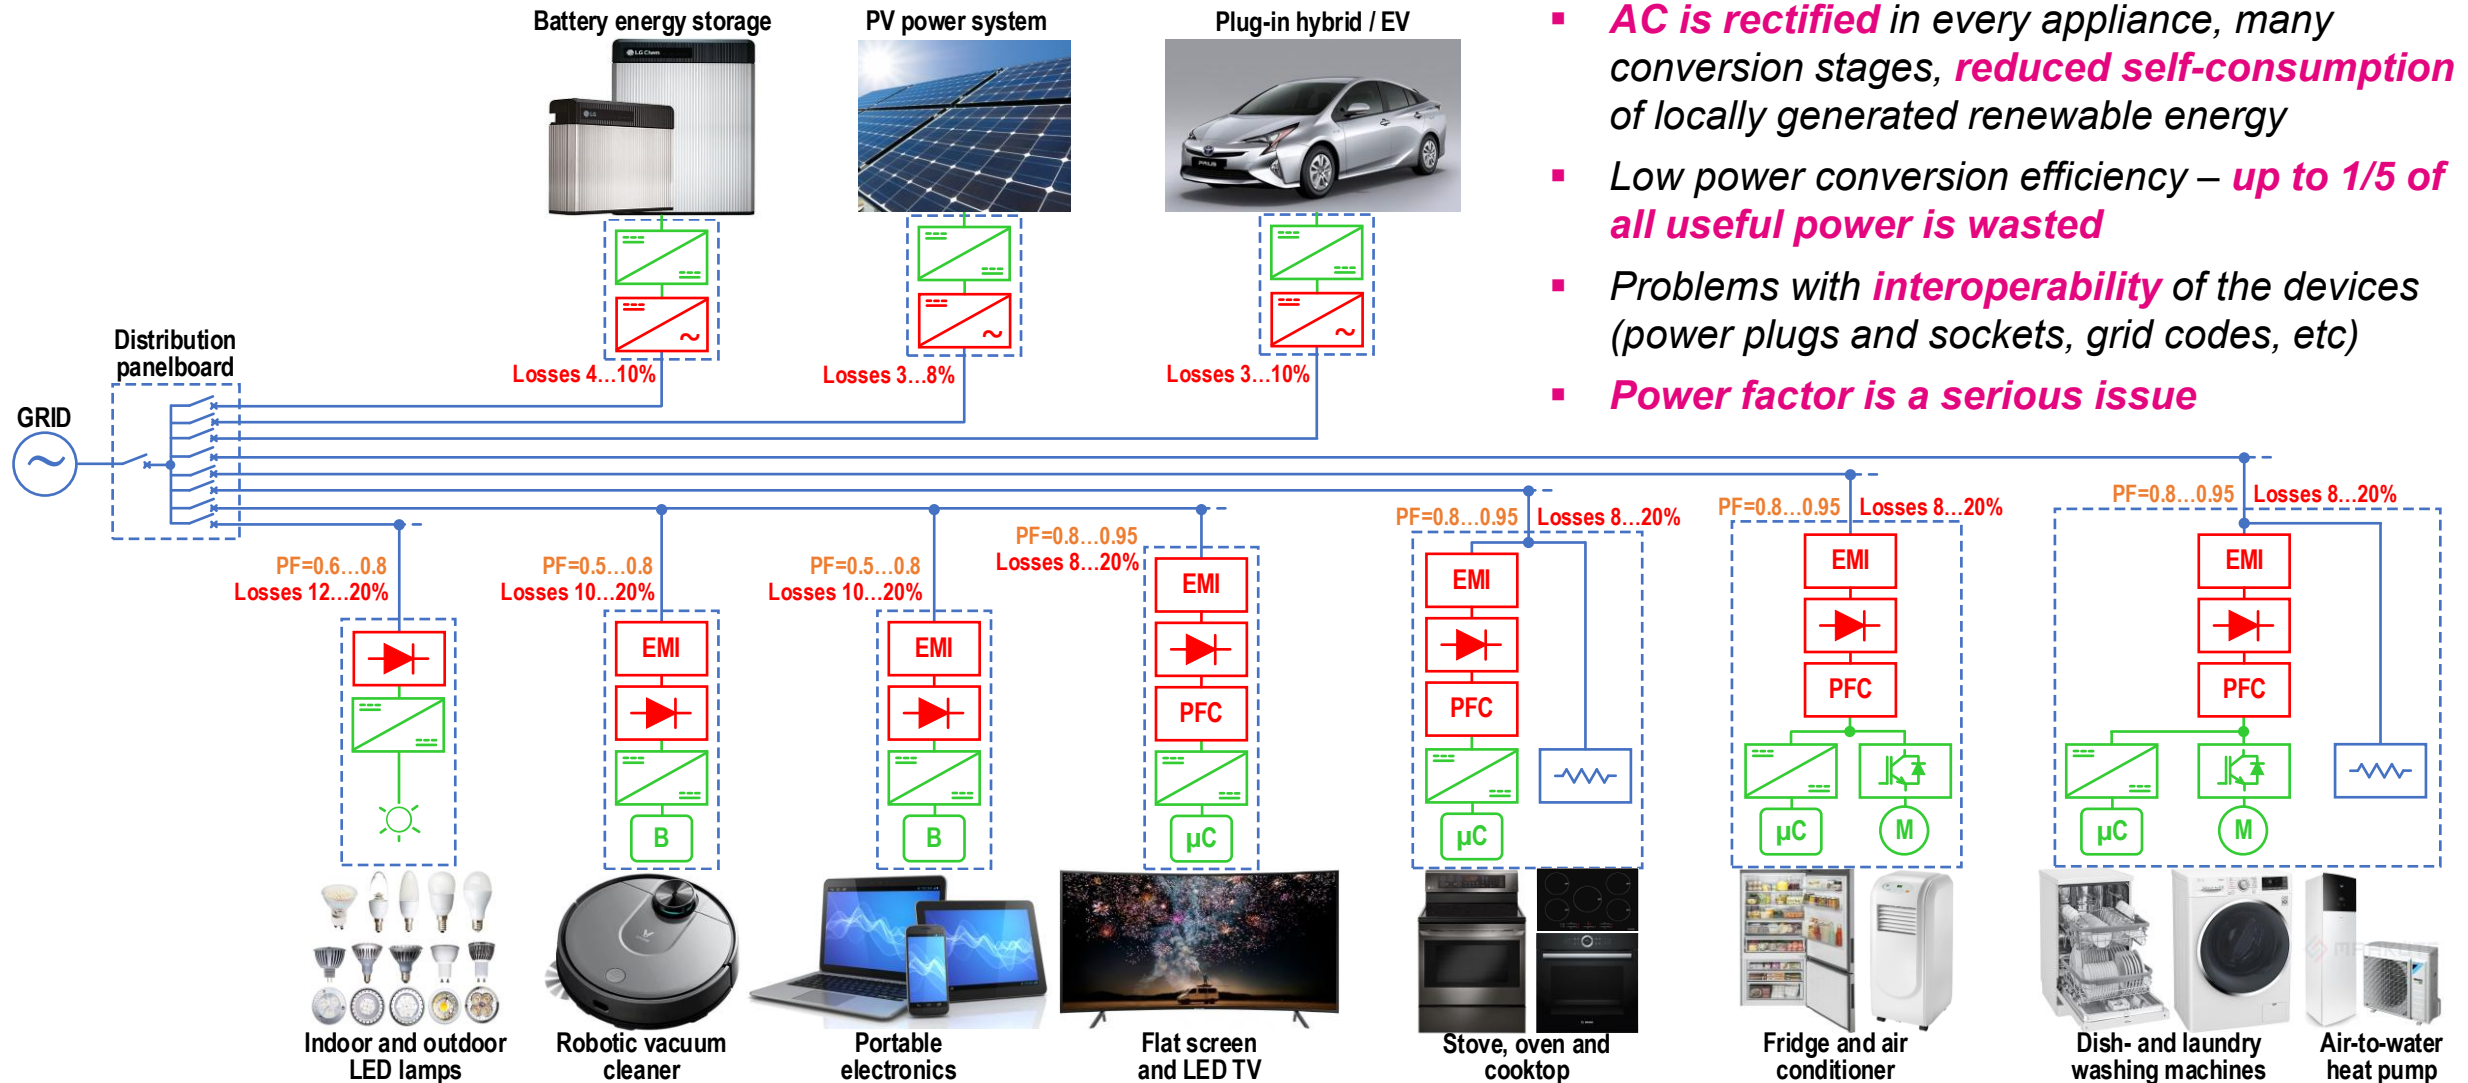 Battery energy storage
PV power system
Plug-in hybrid / EV
LG Chem
LG
PRIUS
▪ AC is rectified in every appliance, many
conversion stages, reduced self-consumption
of locally generated renewable energy
▪ Low power conversion efficiency – up to 1/5 of
all useful power is wasted
▪ Problems with interoperability of the devices
(power plugs and sockets, grid codes, etc)
▪ Power factor is a serious issue
~
~
~
Losses 4...10%
Losses 3...8%
Losses 3...10%
Distribution
panelboard
GRID
~
PF=0.6...0.8
Losses 12...20%
PF=0.5...0.8
Losses 10...20%
PF=0.5...0.8
Losses 10...20%
PF=0.8...0.95
Losses 8...20%
PF=0.8...0.95
Losses 8...20%
PF=0.8...0.95
Losses 8...20%
PF=0.8...0.95
Losses 8...20%
EMI
B
EMI
B
EMI
PFC
µC
EMI
PFC
µC
EMI
PFC
µC
M
EMI
PFC
µC
M
Indoor and outdoor
LED lamps
Robotic vacuum
cleaner
Portable
electronics
Flat screen
and LED TV
Stove, oven and
cooktop
Fridge and air
conditioner
Dish- and laundry
washing machines
Air-to-water
heat pump